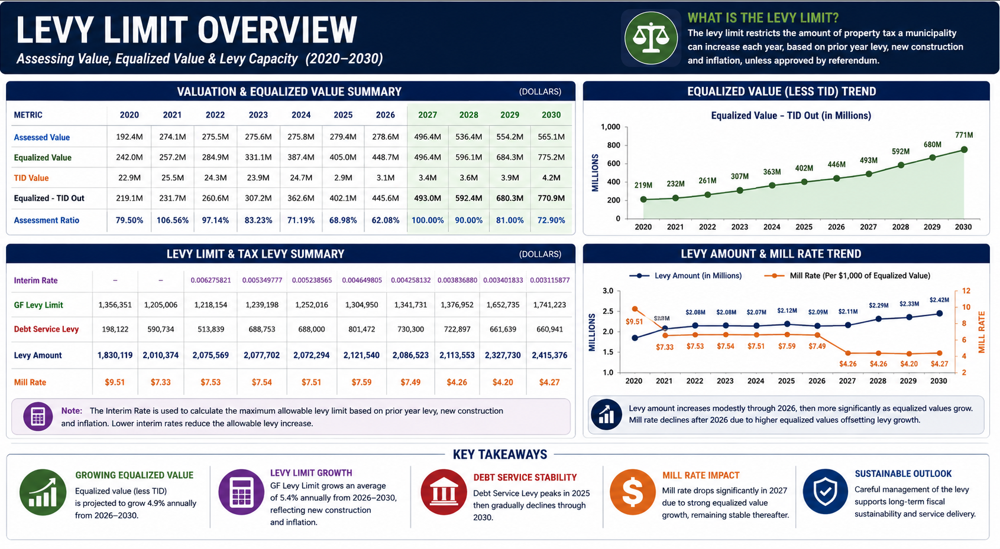 LEVY LIMIT OVERVIEW
Assessing Value, Equalized Value & Levy Capacity (2020–2030)
WHAT IS THE LEVY LIMIT?
The levy limit restricts the amount of property tax a municipality
can increase each year, based on prior year levy, new construction
and inflation, unless approved by referendum.
VALUATION & EQUALIZED VALUE SUMMARY (DOLLARS)
METRIC 2020 2021 2022 2023 2024 2025 2026 2027 2028 2029 2030
Assessed Value 192.4M 274.1M 275.5M 275.6M 275.8M 279.4M 278.6M 496.4M 536.4M 554.2M 565.1M
Equalized Value 242.0M 257.2M 284.9M 331.1M 387.4M 405.0M 448.7M 496.4M 596.1M 684.3M 775.2M
TID Value 22.9M 25.5M 24.3M 23.9M 24.7M 2.9M 3.1M 3.4M 3.6M 3.9M 4.2M
Equalized - TID Out 219.1M 231.7M 260.6M 307.2M 362.6M 402.1M 445.6M 493.0M 592.4M 680.3M 770.9M
Assessment Ratio 79.50% 106.56% 97.14% 83.23% 71.19% 68.98% 62.08% 100.00% 90.00% 81.00% 72.90%
EQUALIZED VALUE (LESS TID) TREND
Equalized Value – TID Out (in Millions)
MILLIONS
1,000
800
600
400
200
0
219M 232M 261M 307M 363M 402M 446M 493M 592M 680M 771M
2020 2021 2022 2023 2024 2025 2026 2027 2028 2029 2030
LEVY LIMIT & TAX LEVY SUMMARY (DOLLARS)
Interim Rate – – 0.006275821 0.005349777 0.005238565 0.004649805 0.004258132 0.003836880 0.003401833 0.003115877
GF Levy Limit 1,356,351 1,205,006 1,218,154 1,239,198 1,252,016 1,304,950 1,341,731 1,376,952 1,652,735 1,741,223
Debt Service Levy 198,122 590,734 513,839 688,753 688,000 801,472 730,300 722,897 661,639 660,941
Levy Amount 1,830,119 2,010,374 2,075,569 2,077,702 2,072,294 2,121,540 2,086,523 2,113,553 2,327,730 2,415,376
Mill Rate $9.51 $7.33 $7.53 $7.54 $7.51 $7.59 $7.49 $4.26 $4.20 $4.27
Note: The Interim Rate is used to calculate the maximum allowable levy limit based on prior year levy, new construction
and inflation. Lower interim rates reduce the allowable levy increase.
LEVY AMOUNT & MILL RATE TREND
Levy Amount (in Millions) Mill Rate (Per $1,000 of Equalized Value)
MILLIONS
3.0
2.5
2.0
1.5
1.0
$2.08M $2.08M $2.07M $2.12M $2.09M $2.11M $2.29M $2.33M $2.42M
$9.51 $7.33 $7.53 $7.54 $7.51 $7.59 $7.49 $4.26 $4.26 $4.20 $4.27
12
10
8
6
4
2
MILL RATE
2020 2021 2022 2023 2024 2025 2026 2027 2028 2029 2030
Levy amount increases modestly through 2026, then more significantly as equalized values grow.
Mill rate declines after 2026 due to higher equalized values offsetting levy growth.
KEY TAKEAWAYS
GROWING EQUALIZED VALUE
Equalized value (less TID)
is projected to grow 4.9% annually
from 2026–2030.
LEVY LIMIT GROWTH
GF Levy Limit grows an average
of 5.4% annually from 2026–2030,
reflecting new construction
and inflation.
DEBT SERVICE STABILITY
Debt Service Levy peaks in 2025
then gradually declines through
2030.
MILL RATE IMPACT
Mill rate drops significantly in 2027
due to strong equalized value
growth, remaining stable thereafter.
SUSTAINABLE OUTLOOK
Careful management of the levy
supports long-term fiscal
sustainability and service delivery.